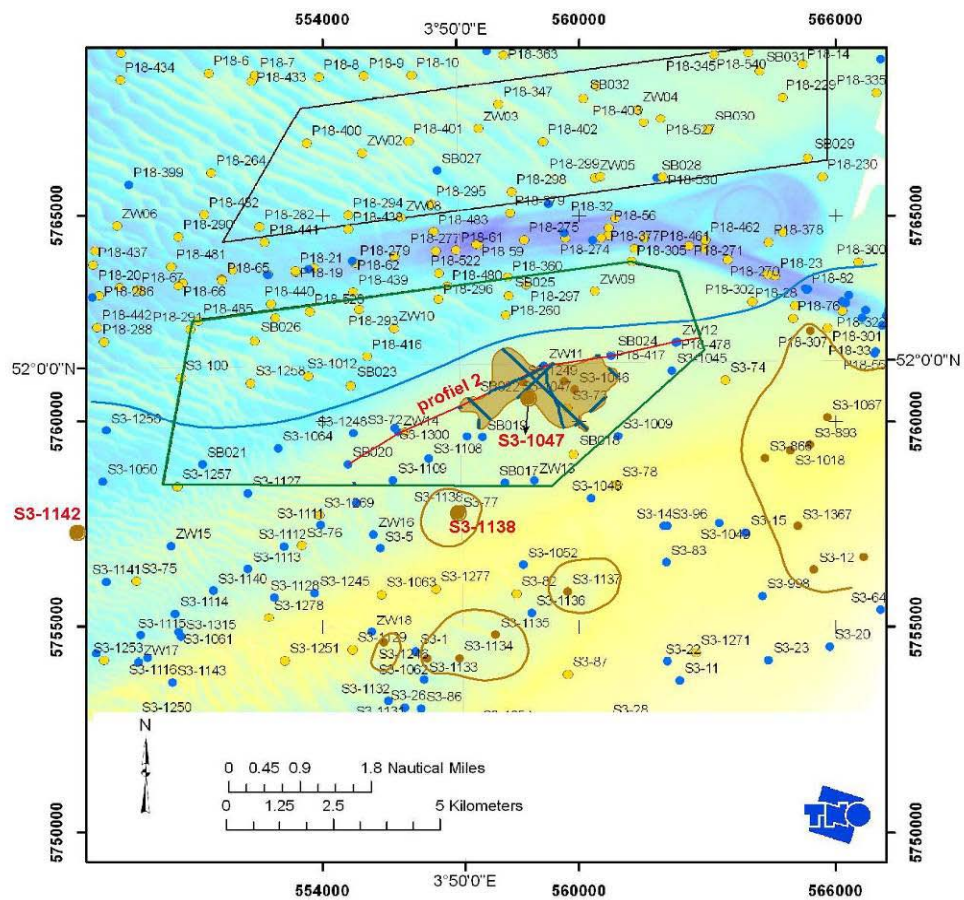 554000 560000 566000
3°50'0"E
P18-434 P18-6 P18-7 P18-433 P18-8 P18-9 P18-10 P18-363 P18-345 P18-540 SB031 P18-14
P18-229 P18-335
P18-347 SB032
P18-403 ZW04
P18-400 ZW02 P18-401 ZW03 P18-402 P18-527 SB030
P18-399 P18-264 SB027 P18-299 ZW05 SB028 P18-530 SB029 P18-230
P18-295 P18-298
ZW06 P18-482 P18-282 P18-294 ZW08 P18-32
P18-290 P18-441 P18-438 P18-483 P18-275 P18-56 P18-462 P18-378
5765000 5765000
P18-437 P18-481 P18-21 P18-279 P18-277 P18-61 P18-59 P18-274 P18-377 P18-305 P18-461 P18-271 P18-300
P18-20 P18-67 P18-65 P18-19 P18-62 P18-522 P18-360 P18-270 P18-23
P18-286 P18-66 P18-440 P18-439 P18-480 SB025 ZW09 P18-302 P18-28 P18-82
P18-442 P18-291 P18-485 P18-296 P18-297 P18-76
P18-288 SB026 P18-293 ZW10 P18-260 ZW12 P18-307 P18-301
P18-416 SB024 P18-478 P18-33
52°0'0"N S3-100 S3-1258 S3-1012 SB023 ZW11 P18-417 S3-1045 S3-74 52°0'0"N
profiel 2 S3-1046
S3-1256 S3-1248 S3-72 ZW14 SB019 S3-1067
5760000 5760000
S3-1064 S3-1300 S3-1047 SB018 S3-1009 S3-893
SB021 SB020 S3-1108 S3-866 S3-1018
S3-1050 S3-1257 S3-1109 SB017 ZW13 S3-78
S3-1127 S3-1269 S3-1138 S3-77 S3-1048
S3-1142 S3-1111 S3-1138 S3-96 S3-15 S3-1367
ZW15 S3-1112 S3-76 ZW16 S3-5 S3-1049
S3-1113 S3-1052 S3-83 S3-12
S3-1141 S3-75 S3-1140 S3-1128 S3-1245 S3-1063 S3-1277 S3-82 S3-1137 S3-998
S3-1114 S3-1278 S3-1136 S3-64
5755000 5755000
S3-1115 S3-1315 S3-1061 ZW18 S3-1 S3-1135
S3-1253 ZW17 S3-1251 S3-1134 S3-1271 S3-20
S3-1116 S3-1143 S3-1062 S3-1133 S3-87 S3-22 S3-11 S3-23
S3-1250 S3-1132 S3-26 S3-86
S3-28
N
0 0.45 0.9 1.8 Nautical Miles
0 1.25 2.5 5 Kilometers
TNO
5750000 5750000
3°50'0"E
554000 560000 566000